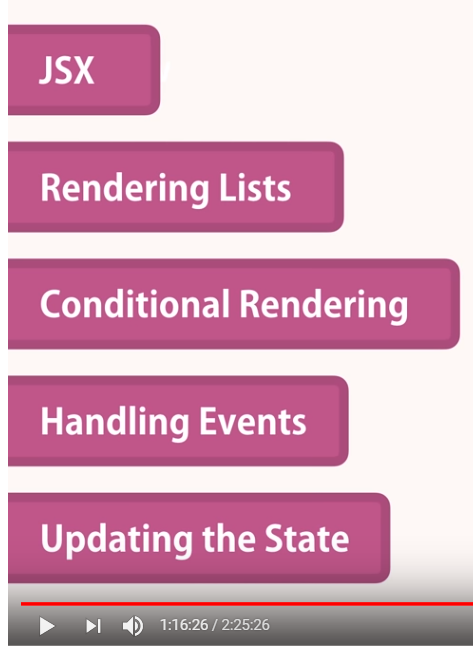 JSX
Rendering Lists
Conditional Rendering
Handling Events
Updating the State
1:16:26 / 2:25:26